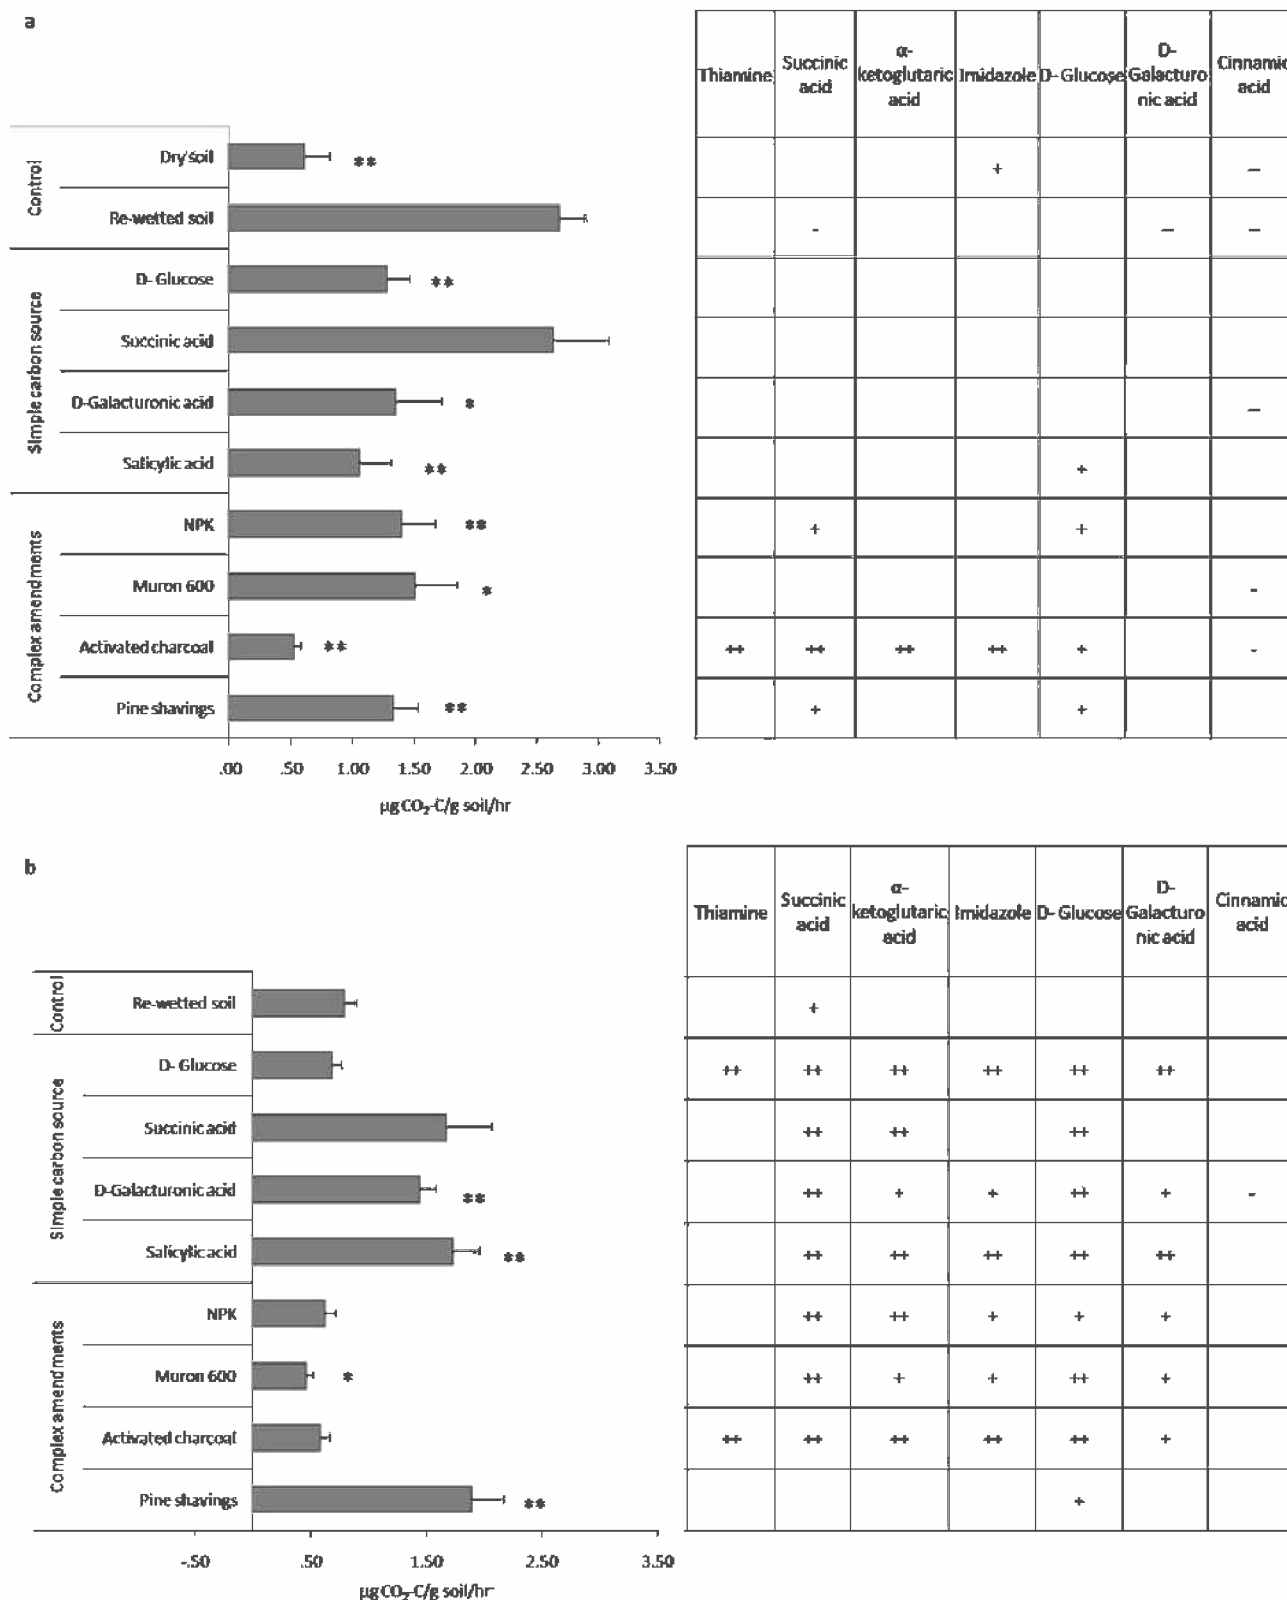 a
Thiamine
Succinic
acid
α-
ketoglutaric
acid
Imidazole
D-Glucose
D-
Galacturo
nic acid
Cinnamic
acid
Control
Dry soil
**
+
–
Re-wetted soil
-
–
–
Simple carbon source
D-Glucose
**
Succinic acid
D-Galacturonic acid
*
–
Salicylic acid
**
+
Complex amendments
NPK
**
+
+
Muron 600
*
-
Activated charcoal
**
++
++
++
++
+
-
Pine shavings
**
+
+
.00 .50 1.00 1.50 2.00 2.50 3.00 3.50
µg CO₂-C/g soil/hr
b
Thiamine
Succinic
acid
α-
ketoglutaric
acid
Imidazole
D-Glucose
D-
Galacturo
nic acid
Cinnamic
acid
Control
Re-wetted soil
+
Simple carbon source
D-Glucose
++
++
++
++
++
++
Succinic acid
++
++
++
D-Galacturonic acid
**
++
+
+
++
+
-
Salicylic acid
**
++
++
++
++
++
Complex amendments
NPK
++
++
+
+
+
Muron 600
*
++
+
+
++
+
Activated charcoal
++
++
++
++
++
+
Pine shavings
**
+
-.50 .50 1.50 2.50 3.50
µg CO₂-C/g soil/hr